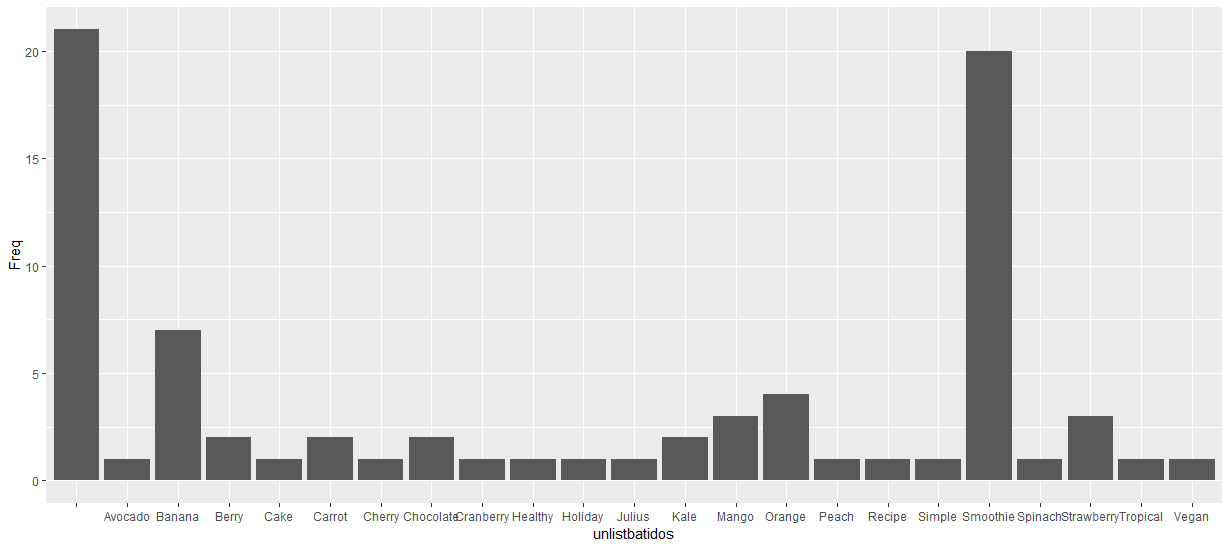 Freq
20
15
10
5
0
Avocado Banana Berry Cake Carrot Cherry Chocolate Cranberry Healthy Holiday Julius Kale Mango Orange Peach Recipe Simple Smoothie Spinach Strawberry Tropical Vegan
unlistbatidos